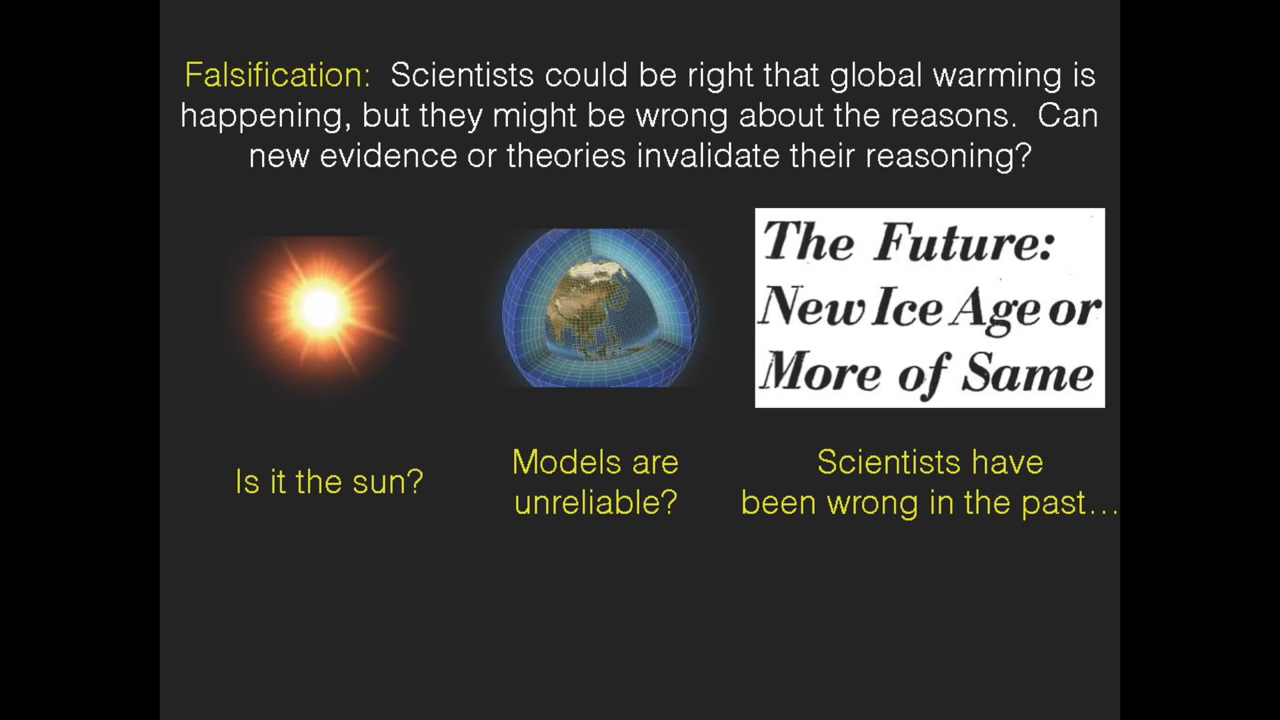 Falsification: Scientists could be right that global warming is
happening, but they might be wrong about the reasons. Can
new evidence or theories invalidate their reasoning?
The Future:
New Ice Age or
More of Same
Is it the sun?
Models are
unreliable?
Scientists have
been wrong in the past…